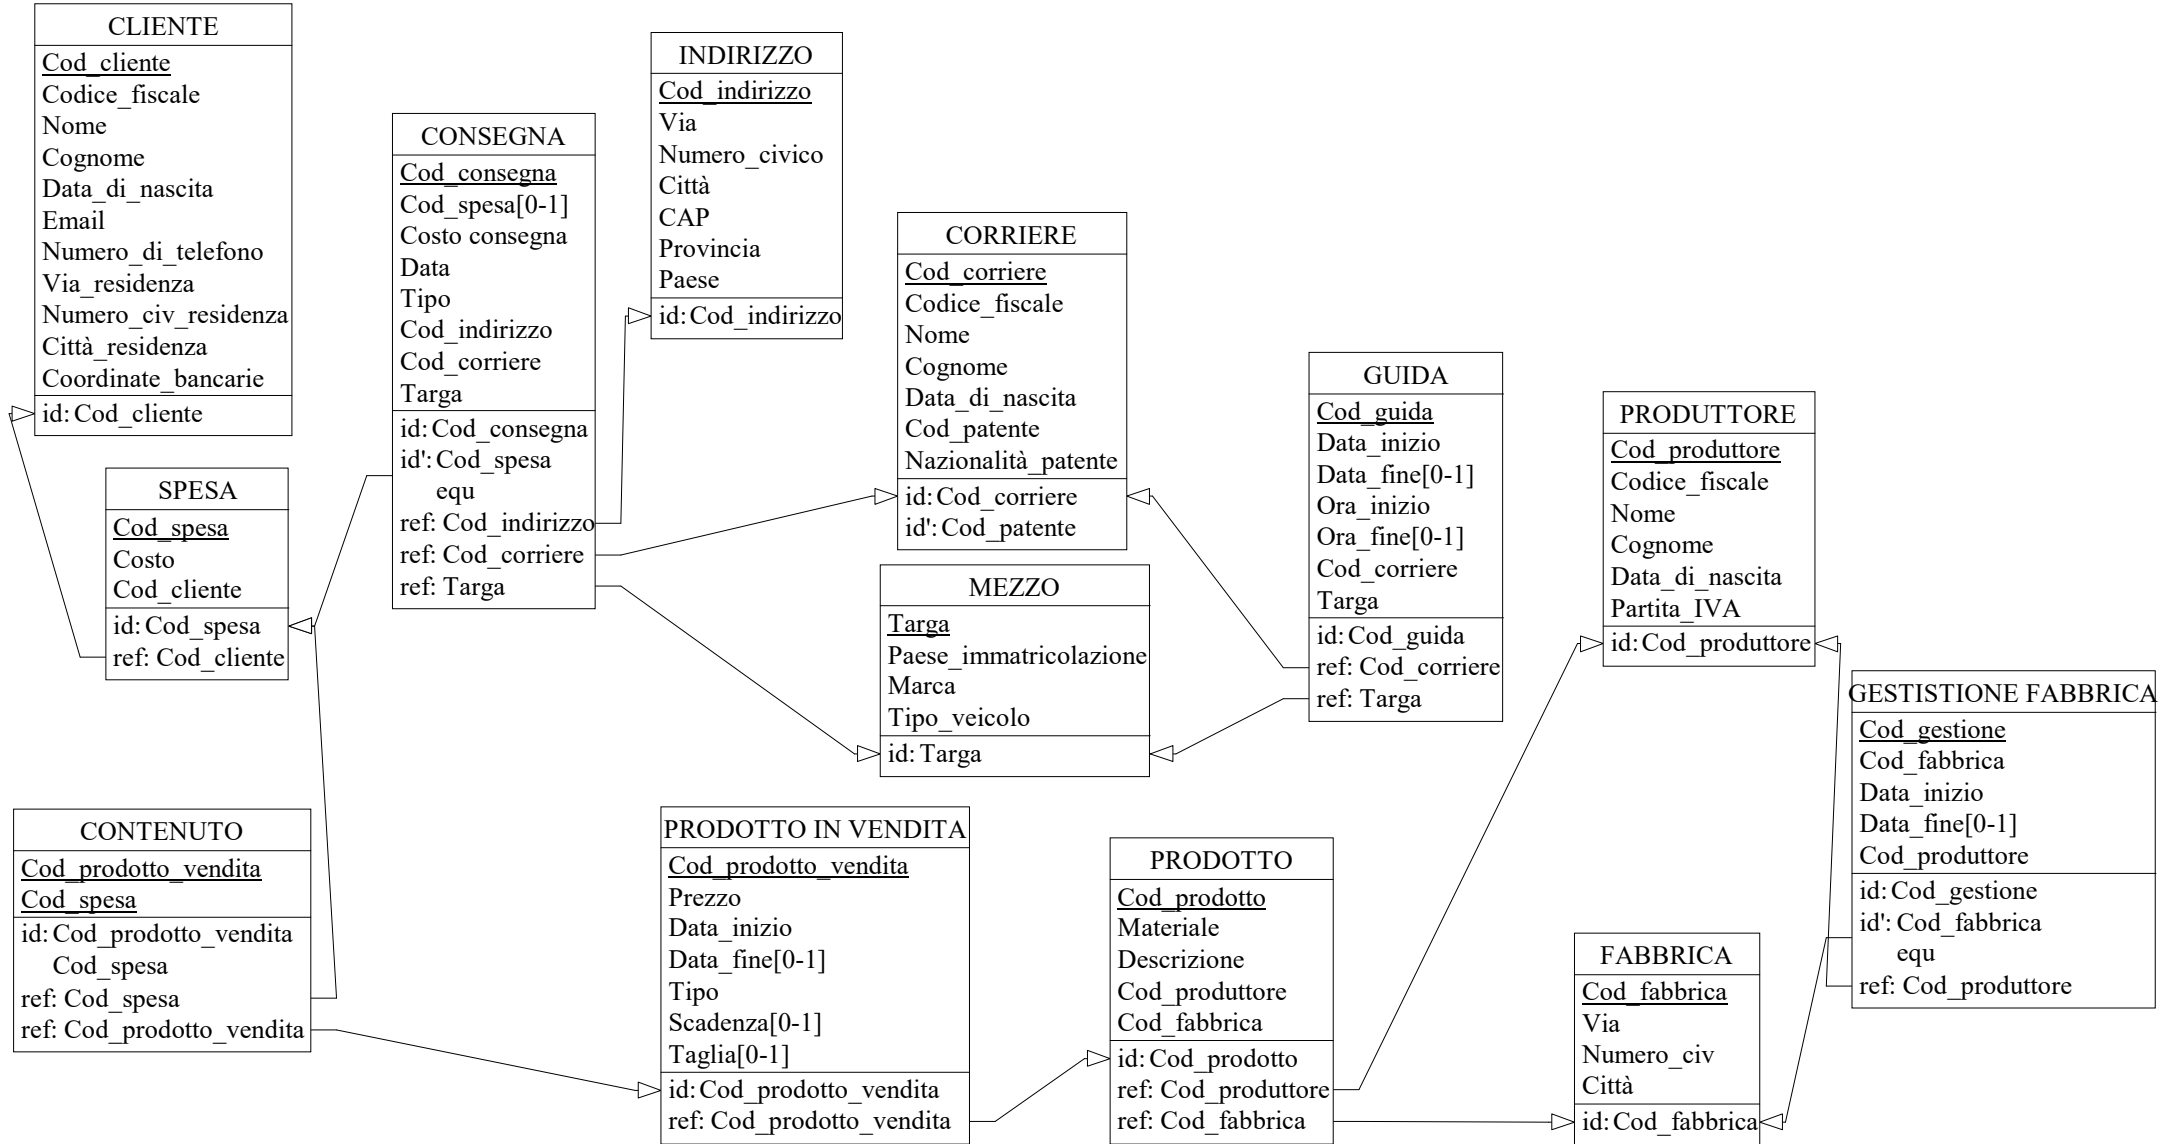 CLIENTE
Cod_cliente
Codice_fiscale
Nome
Cognome
Data_di_nascita
Email
Numero_di_telefono
Via_residenza
Numero_civ_residenza
Città_residenza
Coordinate_bancarie
id: Cod_cliente
SPESA
Cod_spesa
Costo
Cod_cliente
id: Cod_spesa
ref: Cod_cliente
CONTENUTO
Cod_prodotto_vendita
Cod_spesa
id: Cod_prodotto_vendita
Cod_spesa
ref: Cod_spesa
ref: Cod_prodotto_vendita
CONSEGNA
Cod_consegna
Cod_spesa[0-1]
Costo consegna
Data
Tipo
Cod_indirizzo
Cod_corriere
Targa
id: Cod_consegna
id': Cod_spesa
equ
ref: Cod_indirizzo
ref: Cod_corriere
ref: Targa
INDIRIZZO
Cod_indirizzo
Via
Numero_civico
Città
CAP
Provincia
Paese
id: Cod_indirizzo
CORRIERE
Cod_corriere
Codice_fiscale
Nome
Cognome
Data_di_nascita
Cod_patente
Nazionalità_patente
id: Cod_corriere
id': Cod_patente
MEZZO
Targa
Paese_immatricolazione
Marca
Tipo_veicolo
id: Targa
PRODOTTO IN VENDITA
Cod_prodotto_vendita
Prezzo
Data_inizio
Data_fine[0-1]
Tipo
Scadenza[0-1]
Taglia[0-1]
id: Cod_prodotto_vendita
ref: Cod_prodotto_vendita
PRODOTTO
Cod_prodotto
Materiale
Descrizione
Cod_produttore
Cod_fabbrica
id: Cod_prodotto
ref: Cod_produttore
ref: Cod_fabbrica
GUIDA
Cod_guida
Data_inizio
Data_fine[0-1]
Ora_inizio
Ora_fine[0-1]
Cod_corriere
Targa
id: Cod_guida
ref: Cod_corriere
ref: Targa
PRODUTTORE
Cod_produttore
Codice_fiscale
Nome
Cognome
Data_di_nascita
Partita_IVA
id: Cod_produttore
FABBRICA
Cod_fabbrica
Via
Numero_civ
Città
id: Cod_fabbrica
GESTISTIONE FABBRICA
Cod_gestione
Cod_fabbrica
Data_inizio
Data_fine[0-1]
Cod_produttore
id: Cod_gestione
id': Cod_fabbrica
equ
ref: Cod_produttore